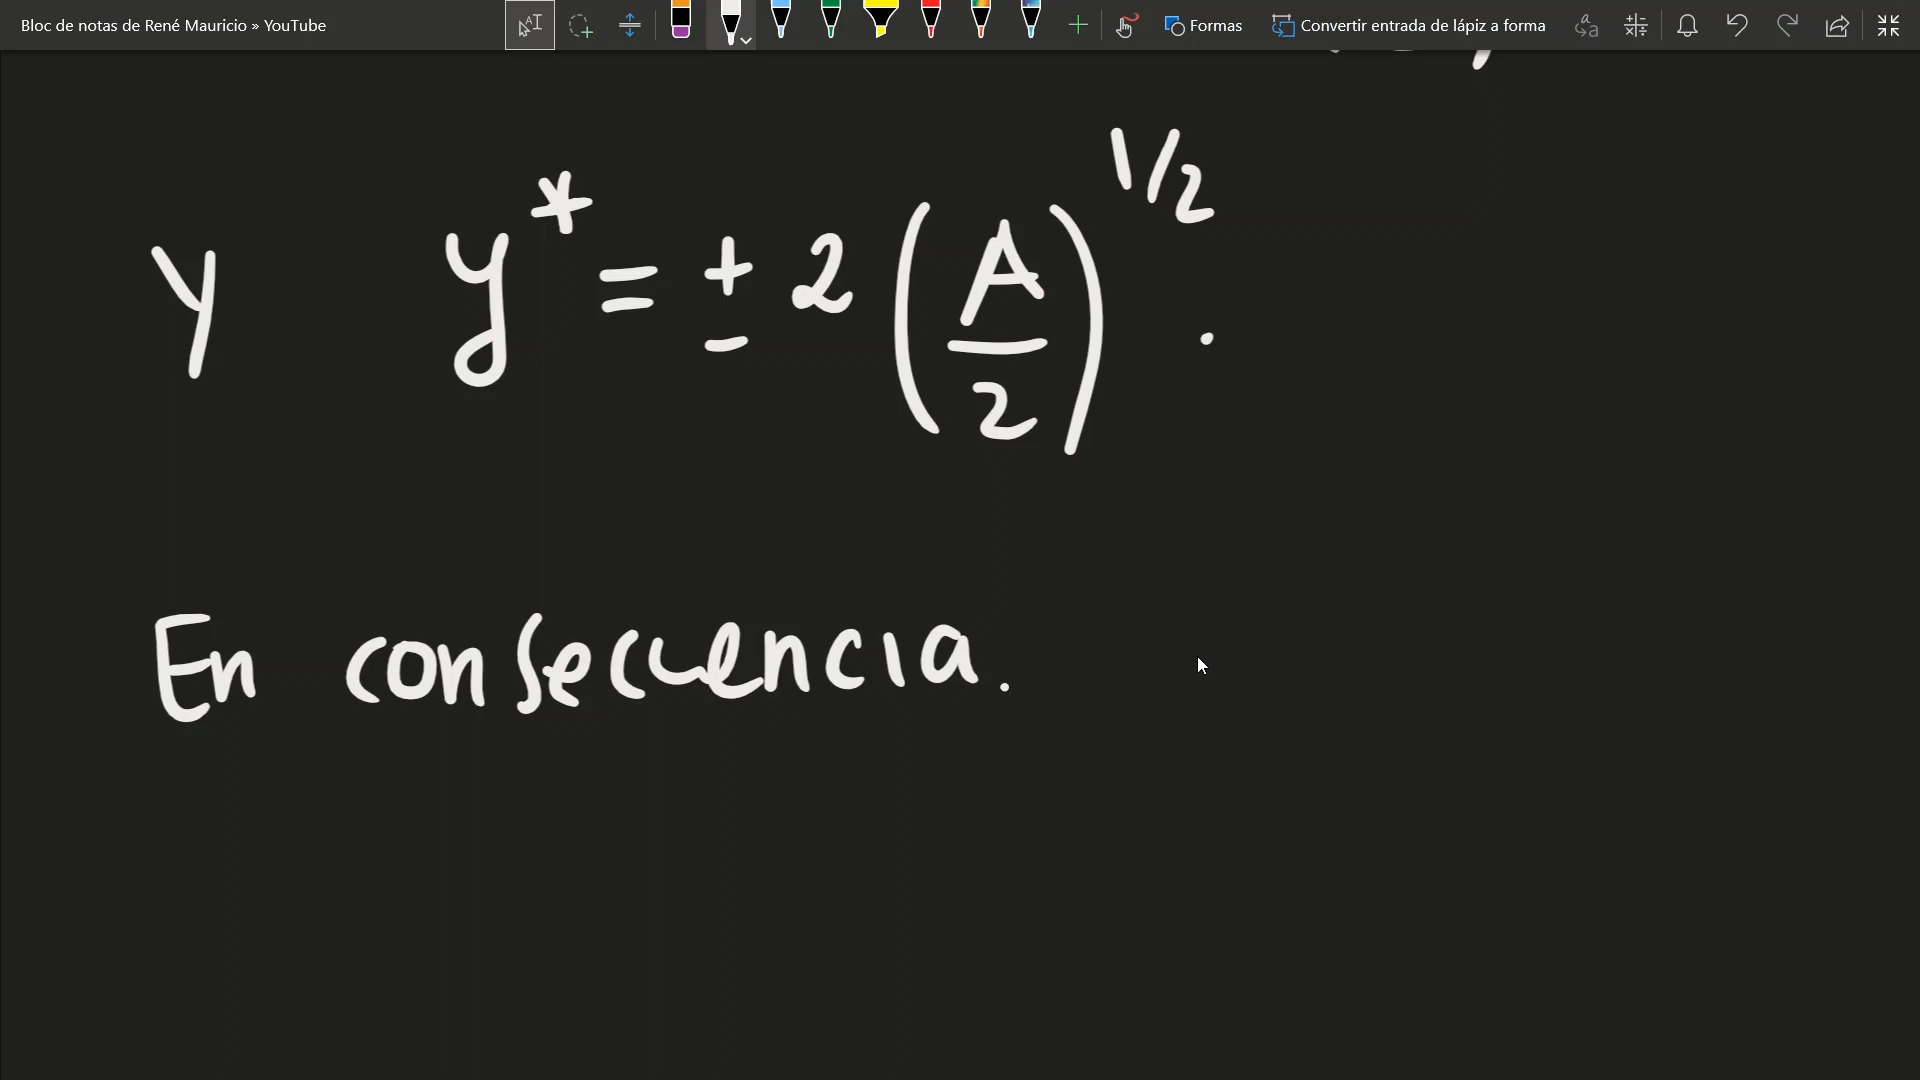 Bloc de notas de René Mauricio » YouTube
Formas
Convertir entrada de lápiz a forma
y y* = ± 2 (A/2)^1/2 .
En consecuencia.